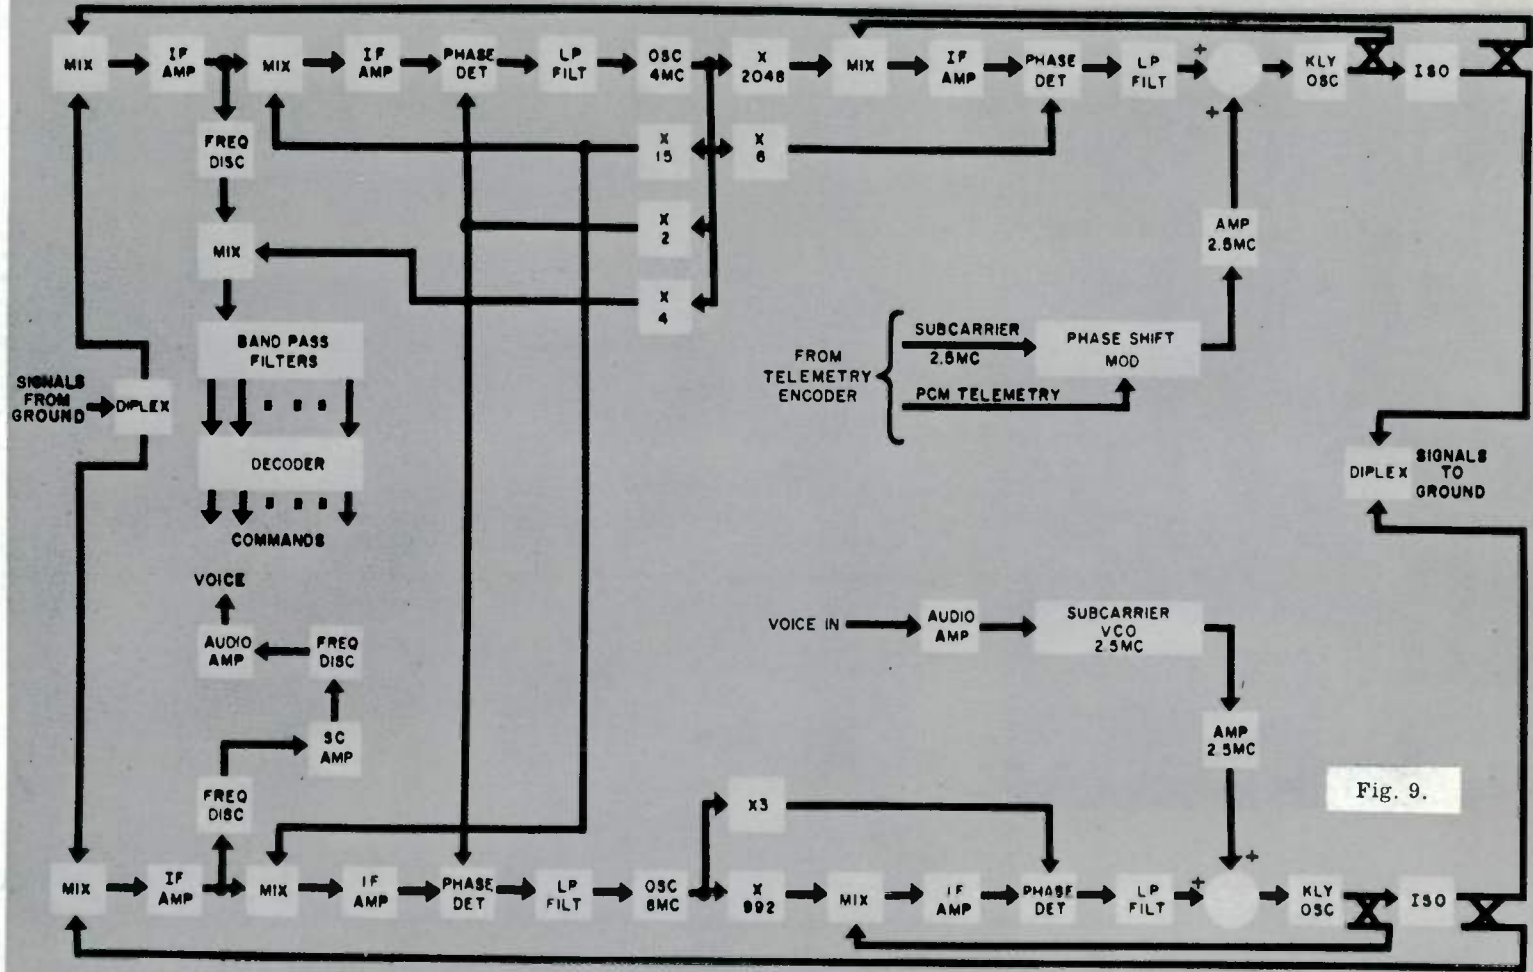 MIX
IF
AMP
MIX
IF
AMP
PHASE
DET
LP
FILT
OSC
4MC
X
2048
MIX
IF
AMP
PHASE
DET
LP
FILT
+
+
KLY
OSC
ISO
FREQ
DISC
X
15
X
6
X
2
MIX
X
4
AMP
2.5MC
BAND PASS
FILTERS
SIGNALS
FROM
GROUND
DIPLEX
DECODER
COMMANDS
FROM
TELEMETRY
ENCODER
SUBCARRIER
2.5MC
PCM TELEMETRY
PHASE SHIFT
MOD
DIPLEX
SIGNALS
TO
GROUND
VOICE
AUDIO
AMP
FREQ
DISC
SC
AMP
FREQ
DISC
VOICE IN
AUDIO
AMP
SUBCARRIER
VCO
2.5MC
AMP
2.5MC
Fig. 9.
X3
MIX
IF
AMP
MIX
IF
AMP
PHASE
DET
LP
FILT
OSC
8MC
X
992
MIX
IF
AMP
PHASE
DET
LP
FILT
+
+
KLY
OSC
ISO